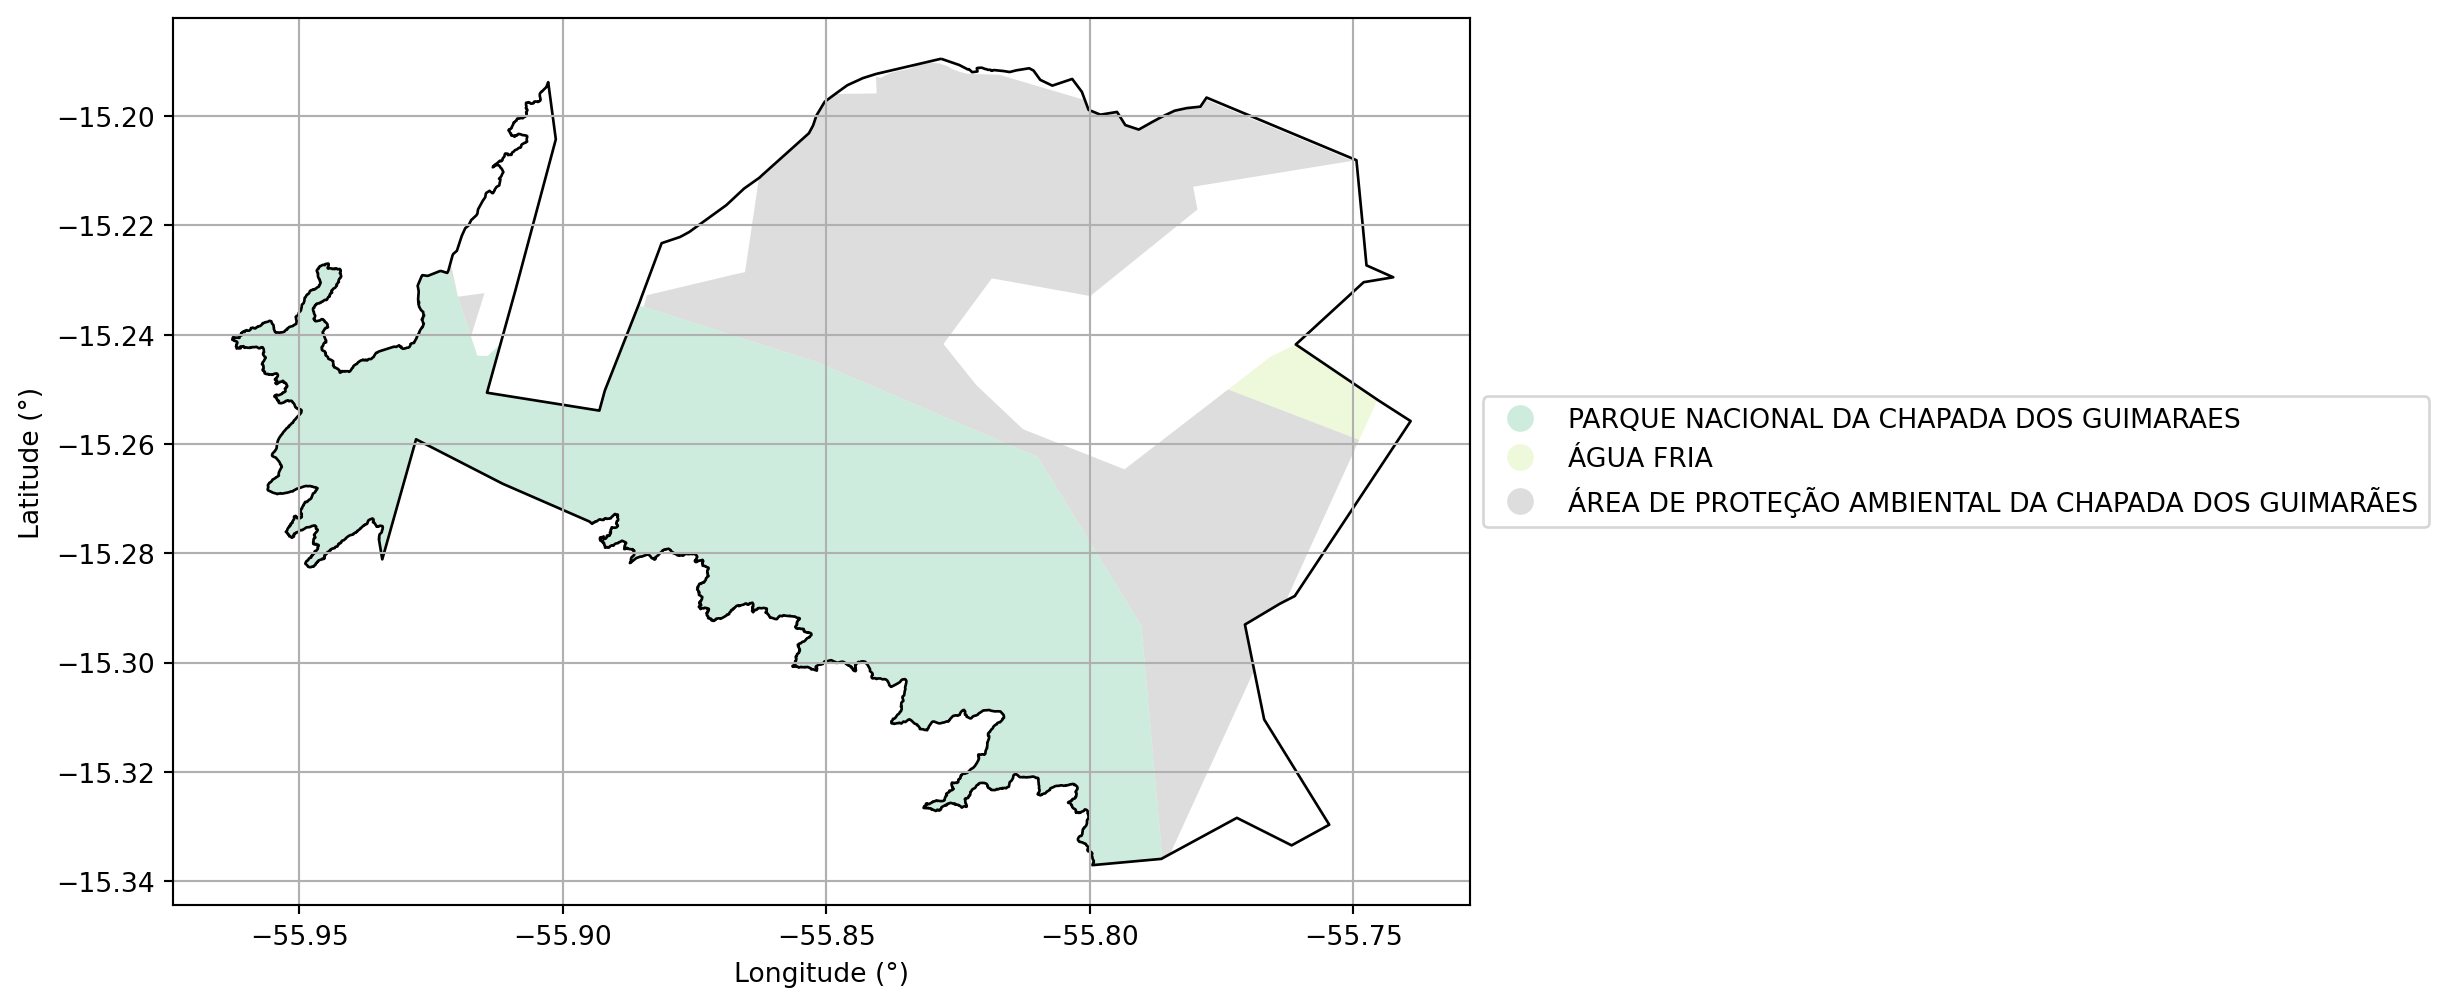 −15.20
−15.22
−15.24
−15.26
−15.28
−15.30
−15.32
−15.34
Latitude (°)
−55.95
−55.90
−55.85
−55.80
−55.75
Longitude (°)
PARQUE NACIONAL DA CHAPADA DOS GUIMARAES
ÁGUA FRIA
ÁREA DE PROTEÇÃO AMBIENTAL DA CHAPADA DOS GUIMARÃES